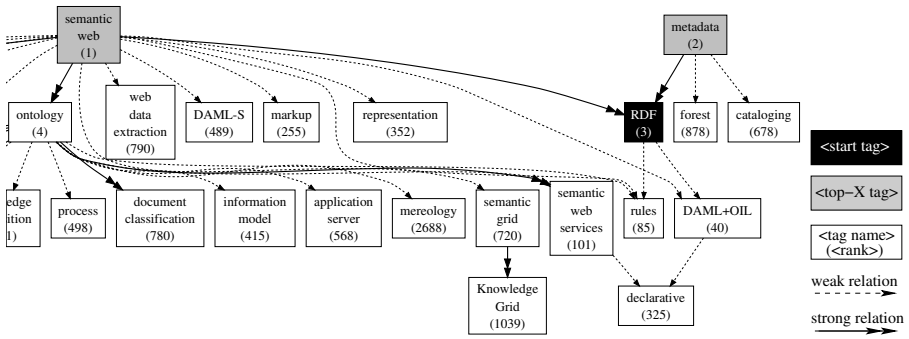 semantic
web
(1)
metadata
(2)
ontology
(4)
web
data
extraction
(790)
DAML-S
(489)
markup
(255)
representation
(352)
RDF
(3)
forest
(878)
cataloging
(678)
edge
ition
1)
process
(498)
document
classification
(780)
information
model
(415)
application
server
(568)
mereology
(2688)
semantic
grid
(720)
semantic
web
services
(101)
rules
(85)
DAML+OIL
(40)
Knowledge
Grid
(1039)
declarative
(325)
<start tag>
<top-X tag>
<tag name>
(<rank>)
weak relation
strong relation